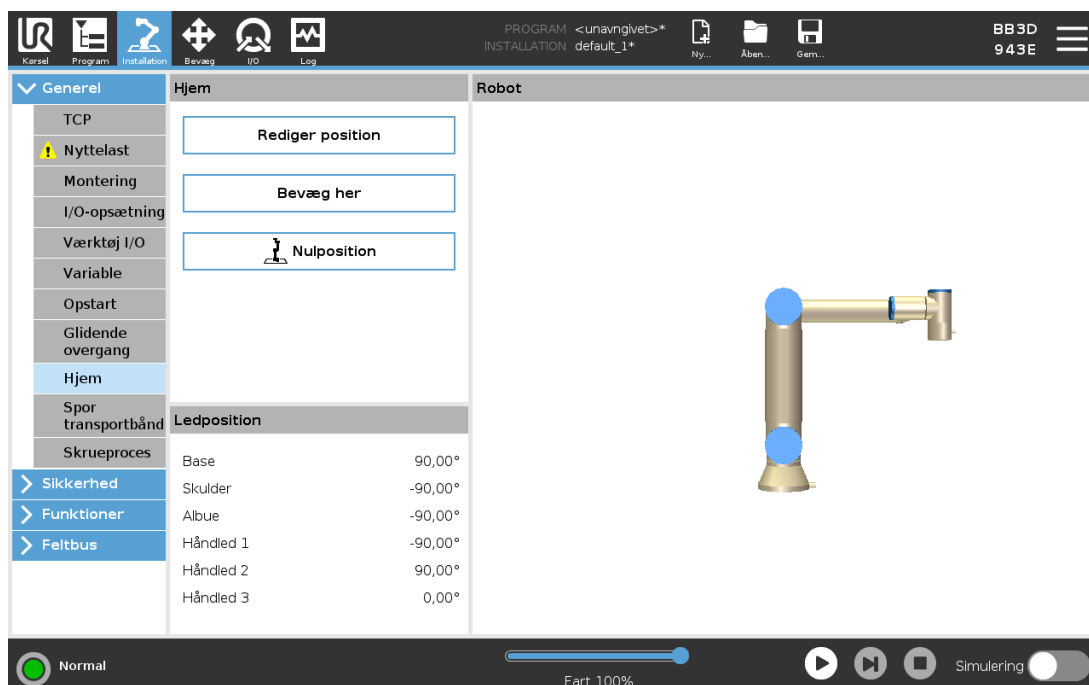 UR
PROGRAM <unavngivet>*
INSTALLATION default_1*
BB3D
943E
Kørsel
Program
Installation
Bevæg
I/O
Log
Ny...
Åben...
Gem...
Generel
TCP
Nyttelast
Montering
I/O-opsætning
Værktøj I/O
Variable
Opstart
Glidende
overgang
Hjem
Spor
transportbånd
Skrueproces
Sikkerhed
Funktioner
Feltbus
Hjem
Rediger position
Bevæg her
Nulposition
Ledposition
Base 90,00°
Skulder -90,00°
Albue -90,00°
Håndled 1 -90,00°
Håndled 2 90,00°
Håndled 3 0,00°
Robot
Normal
Fart 100%
Simulering